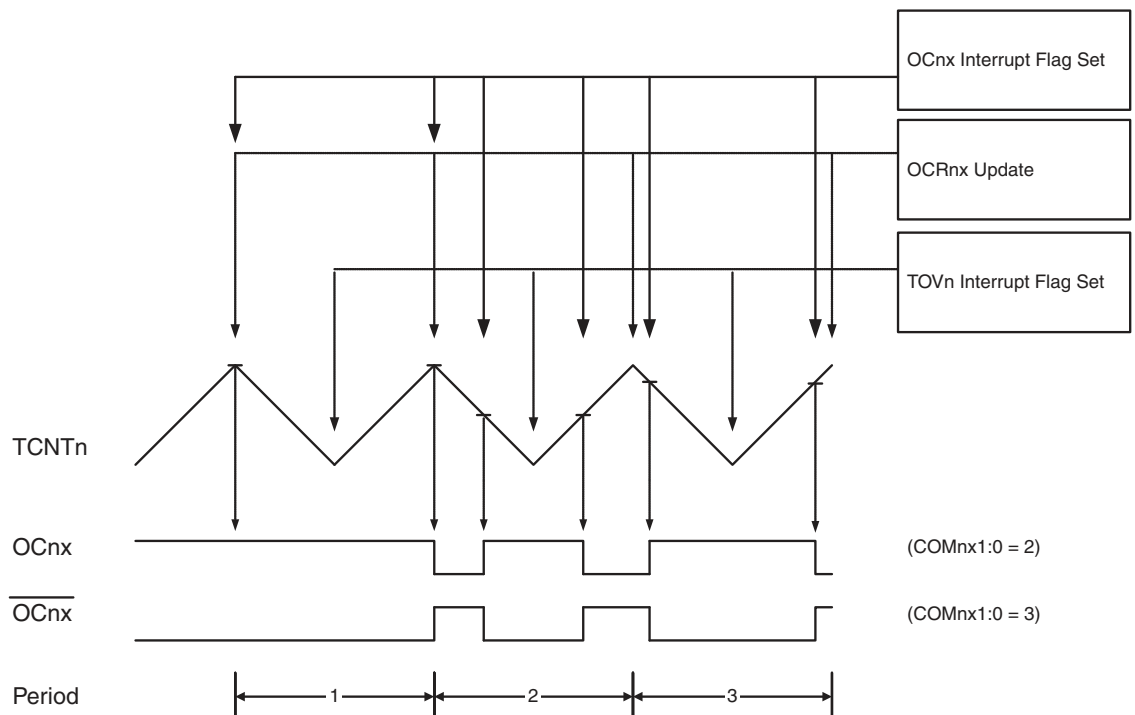 OCnx Interrupt Flag Set
OCRnx Update
TOVn Interrupt Flag Set
TCNTn
OCnx
(COMnx1:0 = 2)
OCnx
(COMnx1:0 = 3)
Period
1
2
3